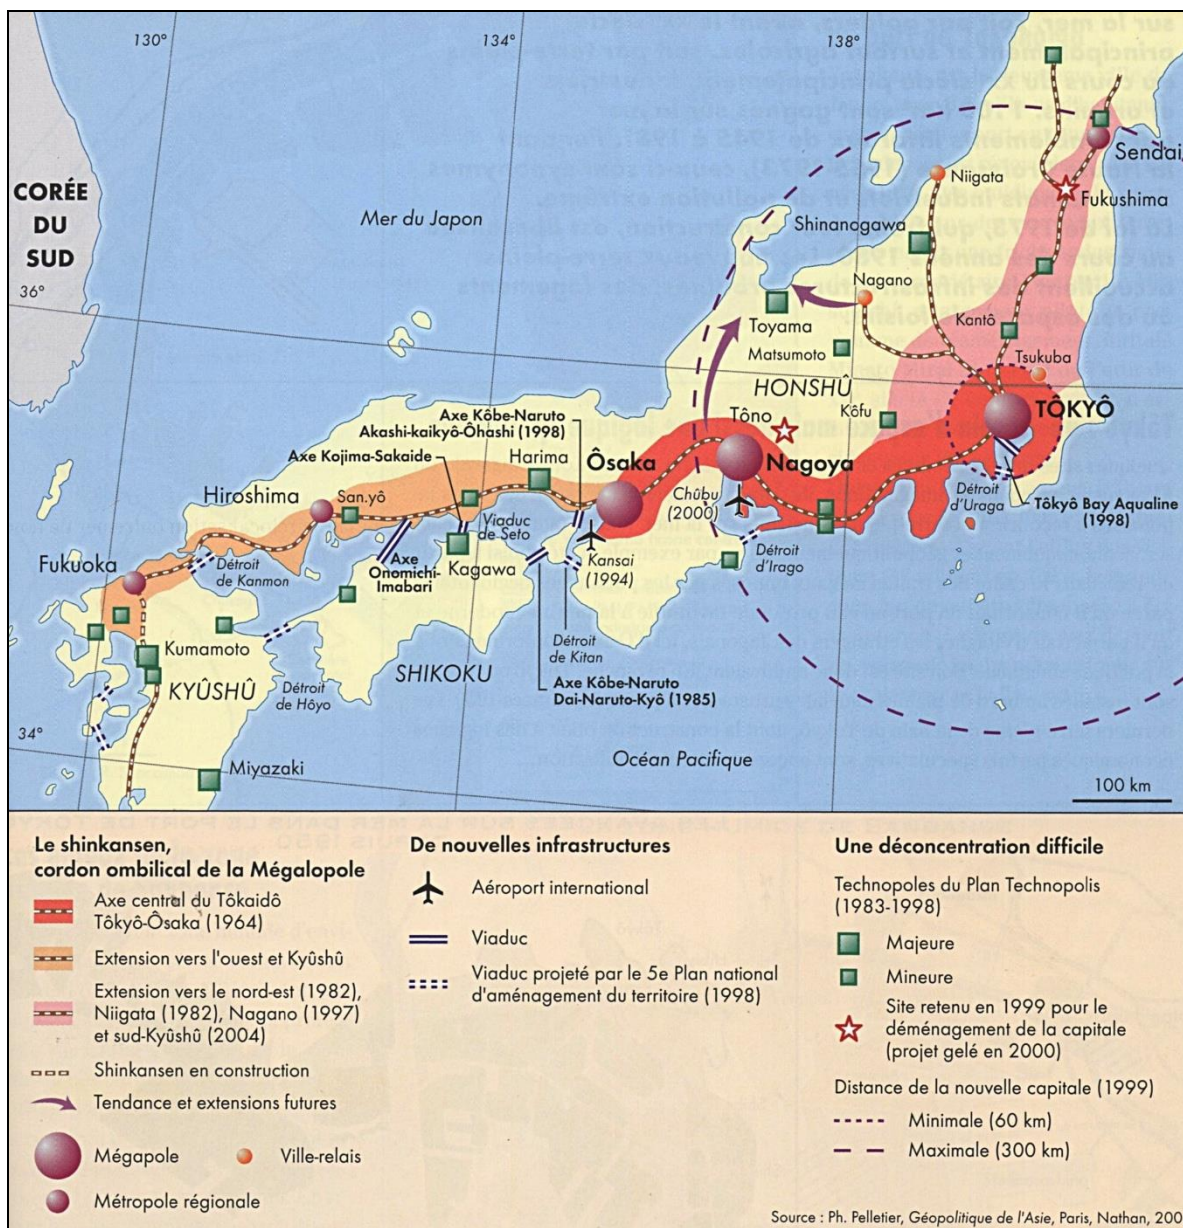 130°
134°
138°
CORÉE
DU
SUD
36°
34°
Mer du Japon
Niigata
Sendai
Fukushima
Shinanogawa
Nagano
Toyama
Matsumoto
Kantô
Tsukuba
HONSHÛ
Kôfu
TÔKYÔ
Tôno
Nagoya
Axe Kôbe-Naruto
Akashi-kaikyô-Ôhashi (1998)
Axe Kojima-Sakaide
Harima
Ôsaka
Chûbu
(2000)
Détroit
d'Uraga
Tôkyô Bay Aqualine
(1998)
Hiroshima
San.yô
Viaduc
de Seto
Fukuoka
Détroit
de Kanmon
Axe
Onomichi-
Imabari
Kagawa
Kansai
(1994)
Détroit
d'Irago
Kumamoto
KYÛSHÛ
Détroit
de Hôyo
SHIKOKU
Détroit
de Kitan
Axe Kôbe-Naruto
Dai-Naruto-Kyô (1985)
Miyazaki
Océan Pacifique
100 km
Le shinkansen,
cordon ombilical de la Mégalopole
Axe central du Tôkaidô
Tôkyô-Ôsaka (1964)
Extension vers l'ouest et Kyûshû
Extension vers le nord-est (1982),
Niigata (1982), Nagano (1997)
et sud-Kyûshû (2004)
Shinkansen en construction
Tendance et extensions futures
Mégapole
Ville-relais
Métropole régionale
De nouvelles infrastructures
Aéroport international
Viaduc
Viaduc projeté par le 5e Plan national
d'aménagement du territoire (1998)
Une déconcentration difficile
Technopoles du Plan Technopolis
(1983-1998)
Majeure
Mineure
Site retenu en 1999 pour le
déménagement de la capitale
(projet gelé en 2000)
Distance de la nouvelle capitale (1999)
Minimale (60 km)
Maximale (300 km)
Source : Ph. Pelletier, Géopolitique de l'Asie, Paris, Nathan, 200